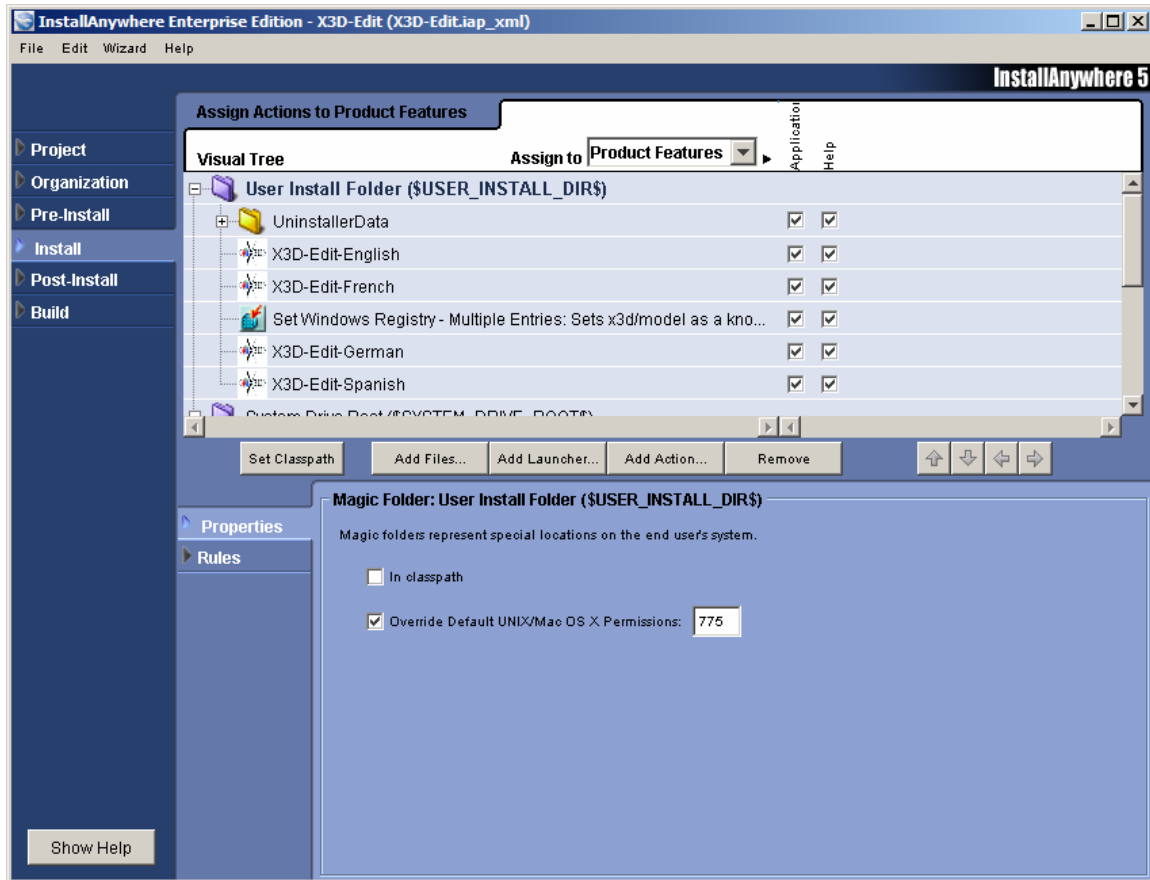 InstallAnywhere Enterprise Edition - X3D-Edit (X3D-Edit.iap_xml)
File Edit Wizard Help
InstallAnywhere 5
Assign Actions to Product Features
Visual Tree
Assign to Product Features
Application
Help
Project
Organization
Pre-Install
Install
Post-Install
Build
User Install Folder ($USER_INSTALL_DIR$)
UninstallerData
X3D-Edit-English
X3D-Edit-French
Set Windows Registry - Multiple Entries: Sets x3d/model as a kno...
X3D-Edit-German
X3D-Edit-Spanish
System Drive Root ($SYSTEM_DRIVE_ROOT$)
Set Classpath
Add Files...
Add Launcher...
Add Action...
Remove
Properties
Rules
Magic Folder: User Install Folder ($USER_INSTALL_DIR$)
Magic folders represent special locations on the end user's system.
In classpath
Override Default UNIX/Mac OS X Permissions: 775
Show Help